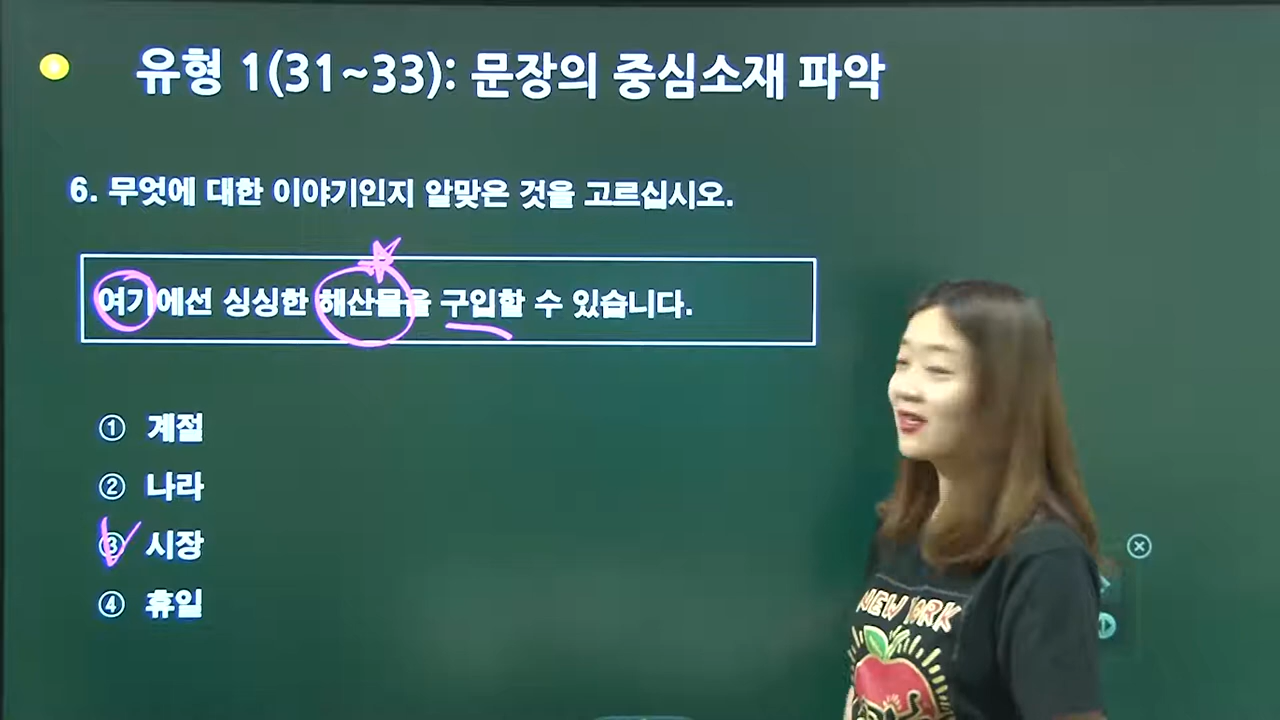 유형 1(31~33): 문장의 중심소재 파악
6. 무엇에 대한 이야기인지 알맞은 것을 고르십시오.
여기에선 싱싱한 해산물을 구입할 수 있습니다.
① 계절
② 나라
③ 시장
④ 휴일
NEW YORK